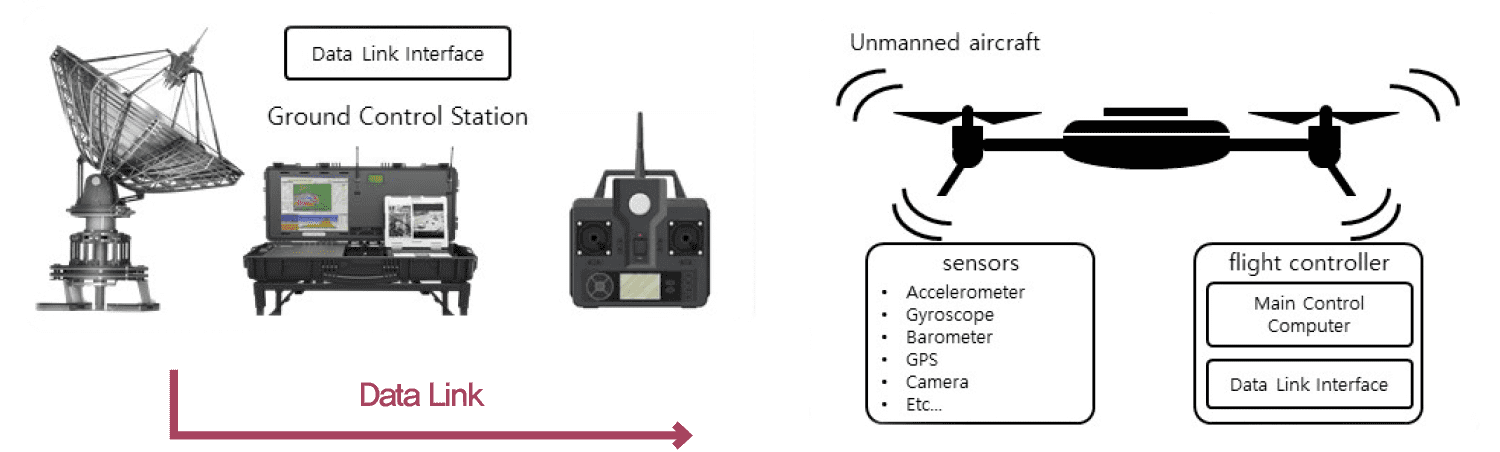 Data Link Interface
Ground Control Station
Data Link
Unmanned aircraft
sensors
• Accelerometer
• Gyroscope
• Barometer
• GPS
• Camera
• Etc...
flight controller
Main Control
Computer
Data Link Interface